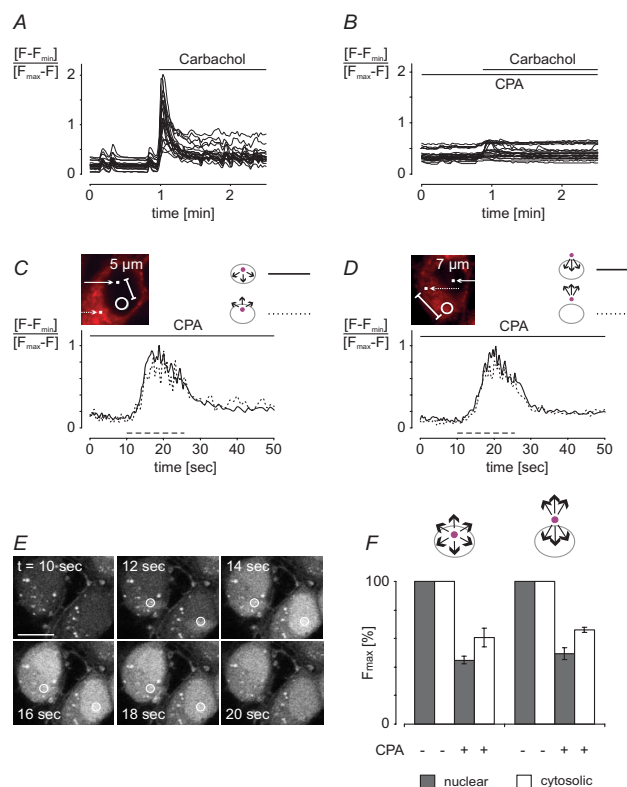 A
[F-Fmin]
[Fmax-F]
Carbachol
2
1
0
0
1
2
time [min]
B
[F-Fmin]
[Fmax-F]
Carbachol
CPA
2
1
0
0
1
2
time [min]
C
5 µm
[F-Fmin]
[Fmax-F]
CPA
1
0
0
10
20
30
40
50
time [sec]
D
7 µm
[F-Fmin]
[Fmax-F]
CPA
1
0
0
10
20
30
40
50
time [sec]
E
t = 10 sec
12 sec
14 sec
16 sec
18 sec
20 sec
F
100
Fmax [%]
0
CPA - - + + - - + +
nuclear cytosolic